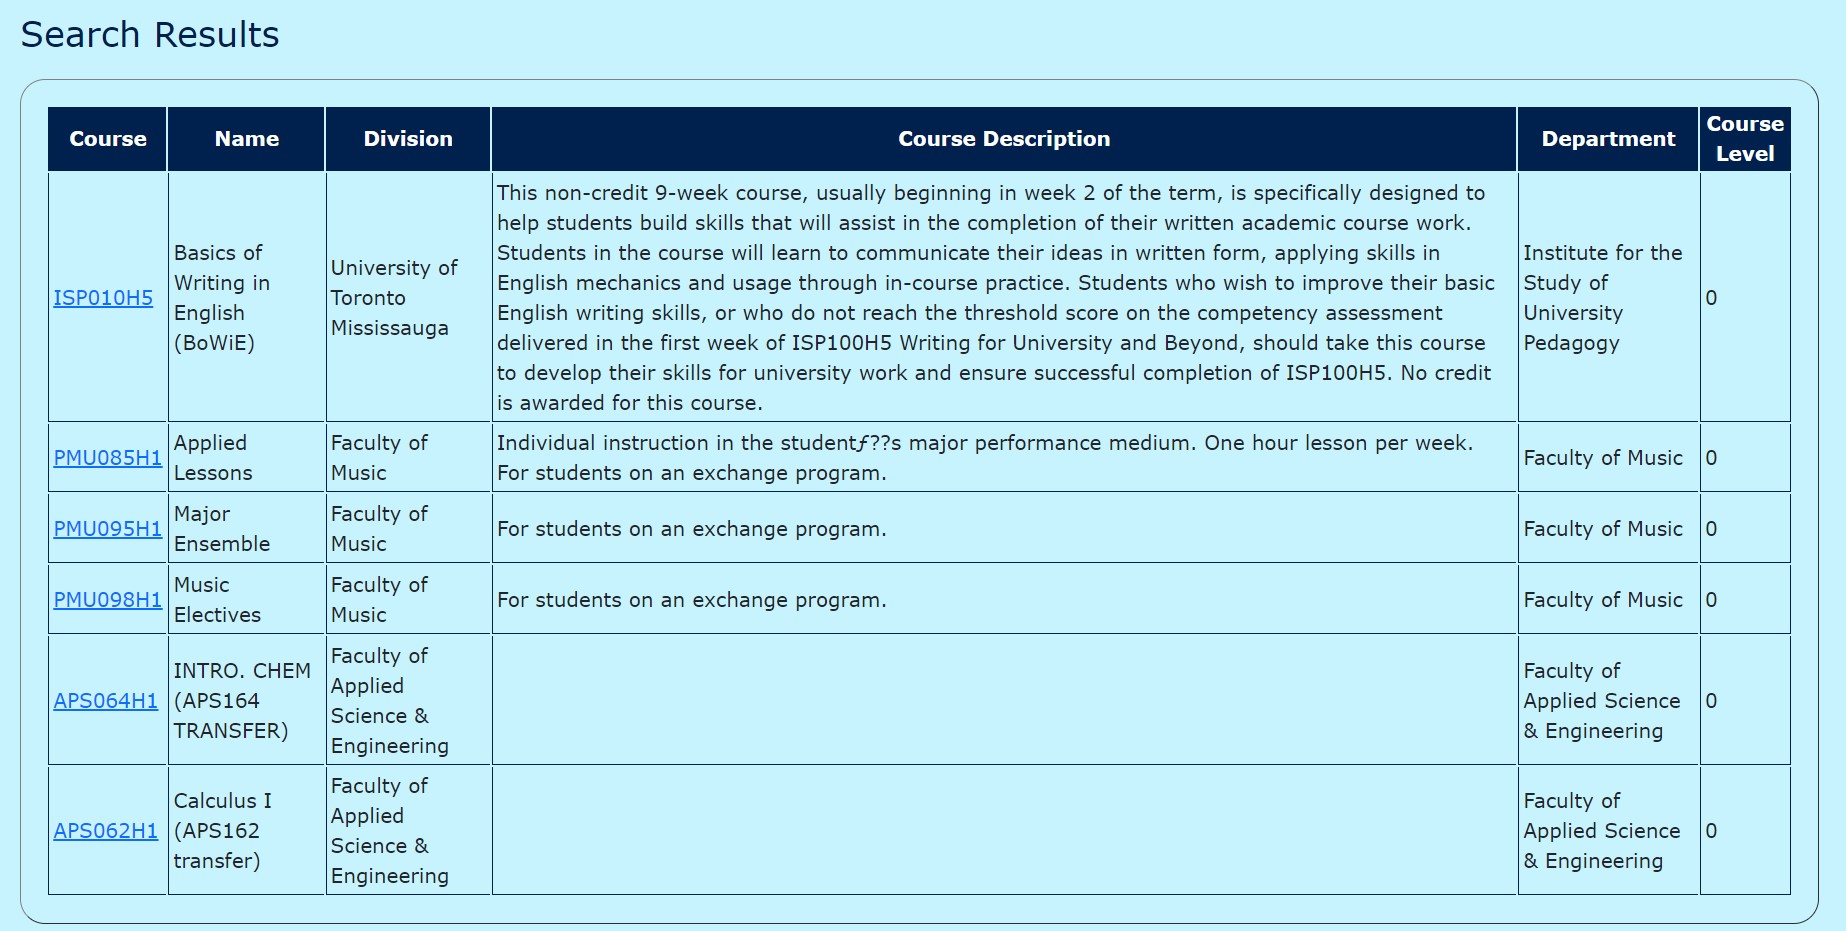 Search Results
Course
Name
Division
Course Description
Department
Course
Level
ISP010H5
Basics of
Writing in
English
(BoWiE)
University of
Toronto
Mississauga
This non-credit 9-week course, usually beginning in week 2 of the term, is specifically designed to
help students build skills that will assist in the completion of their written academic course work.
Students in the course will learn to communicate their ideas in written form, applying skills in
English mechanics and usage through in-course practice. Students who wish to improve their basic
English writing skills, or who do not reach the threshold score on the competency assessment
delivered in the first week of ISP100H5 Writing for University and Beyond, should take this course
to develop their skills for university work and ensure successful completion of ISP100H5. No credit
is awarded for this course.
Institute for the
Study of
University
Pedagogy
0
PMU085H1
Applied
Lessons
Faculty of
Music
Individual instruction in the studentƒ??s major performance medium. One hour lesson per week.
For students on an exchange program.
Faculty of Music
0
PMU095H1
Major
Ensemble
Faculty of
Music
For students on an exchange program.
Faculty of Music
0
PMU098H1
Music
Electives
Faculty of
Music
For students on an exchange program.
Faculty of Music
0
APS064H1
INTRO. CHEM
(APS164
TRANSFER)
Faculty of
Applied
Science &
Engineering
Faculty of
Applied Science
& Engineering
0
APS062H1
Calculus I
(APS162
transfer)
Faculty of
Applied
Science &
Engineering
Faculty of
Applied Science
& Engineering
0